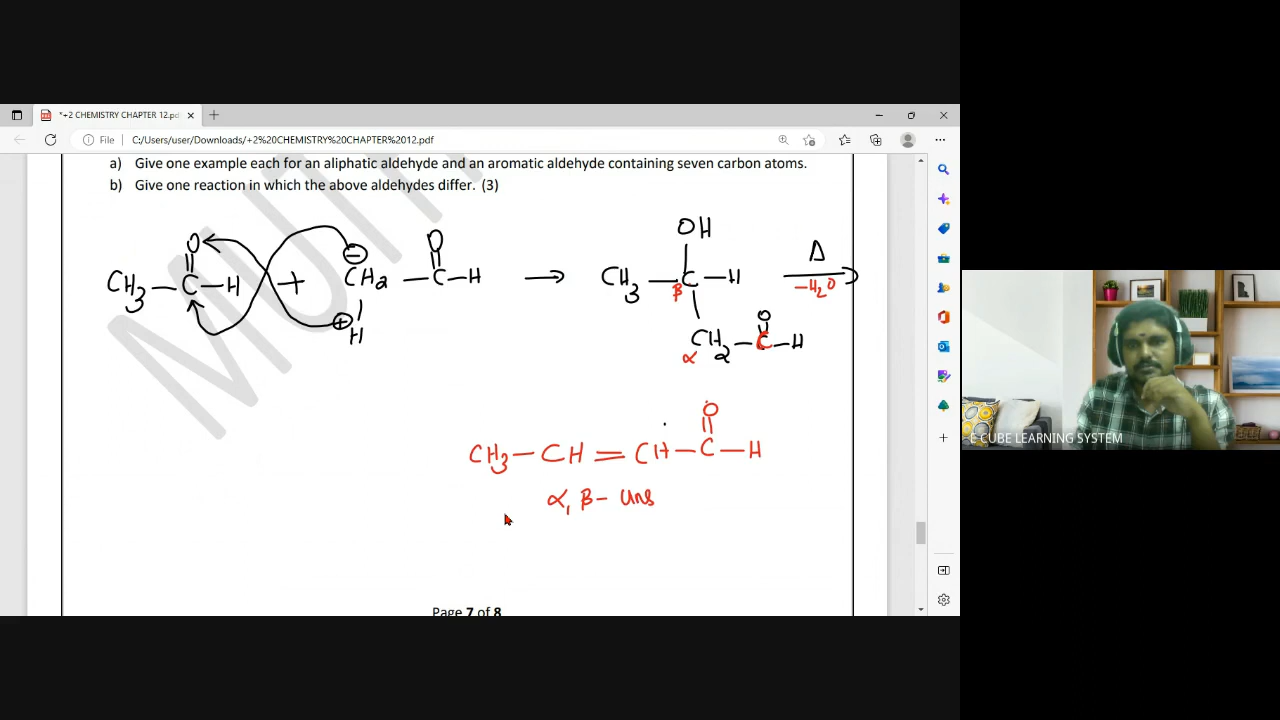 *+2 CHEMISTRY CHAPTER 12.pd
File C:/Users/user/Downloads/+2%20CHEMISTRY%20CHAPTER%2012.pdf
a) Give one example each for an aliphatic aldehyde and an aromatic aldehyde containing seven carbon atoms.
b) Give one reaction in which the above aldehydes differ. (3)
O ⊖ O OH Δ
CH3 — C — H + CH2 — C — H → CH3 — C — H → −H2O
β
⊕ H
O
CH2 — C — H
α
O
CH3 — CH = CH — C — H
α, β − Uns
Page 7 of 8
E CUBE LEARNING SYSTEM